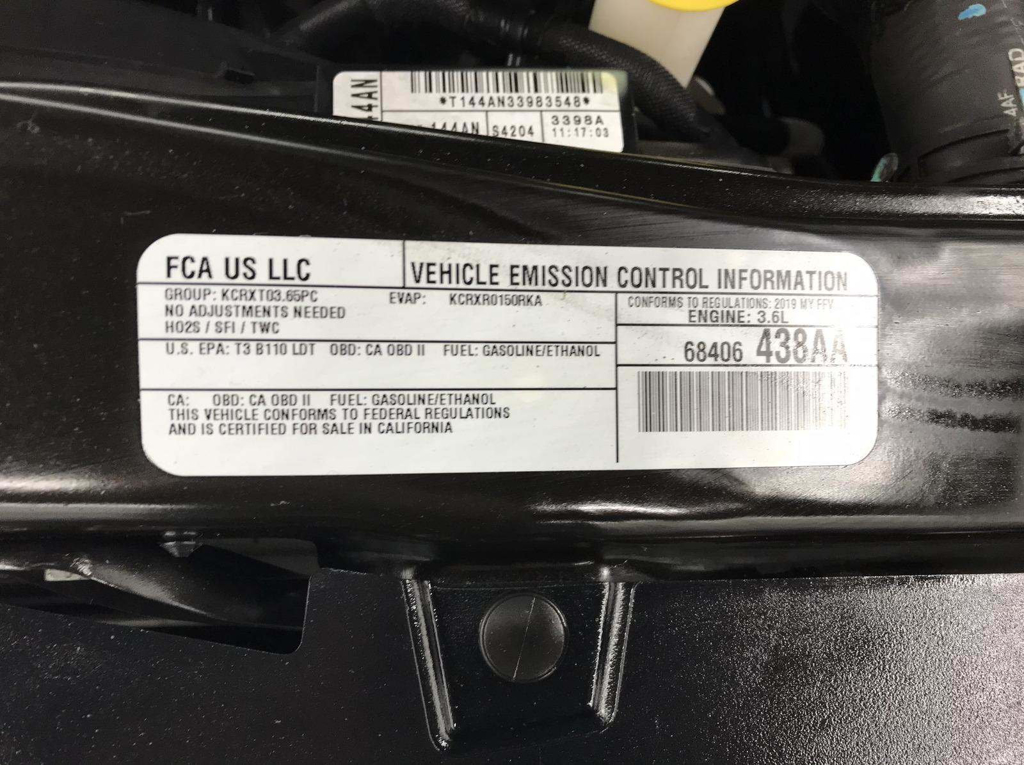 4AN
*T144AN33983548*
144AN S4204 3398A
11:17:03
4AF RAD
FCA US LLC
VEHICLE EMISSION CONTROL INFORMATION
GROUP: KCRXT03.65PC EVAP: KCRXR0150RKA
NO ADJUSTMENTS NEEDED
HO2S / SFI / TWC
CONFORMS TO REGULATIONS: 2019 MY FFV
ENGINE: 3.6L
U.S. EPA: T3 B110 LDT OBD: CA OBD II FUEL: GASOLINE/ETHANOL
68406 438AA
CA: OBD: CA OBD II FUEL: GASOLINE/ETHANOL
THIS VEHICLE CONFORMS TO FEDERAL REGULATIONS
AND IS CERTIFIED FOR SALE IN CALIFORNIA